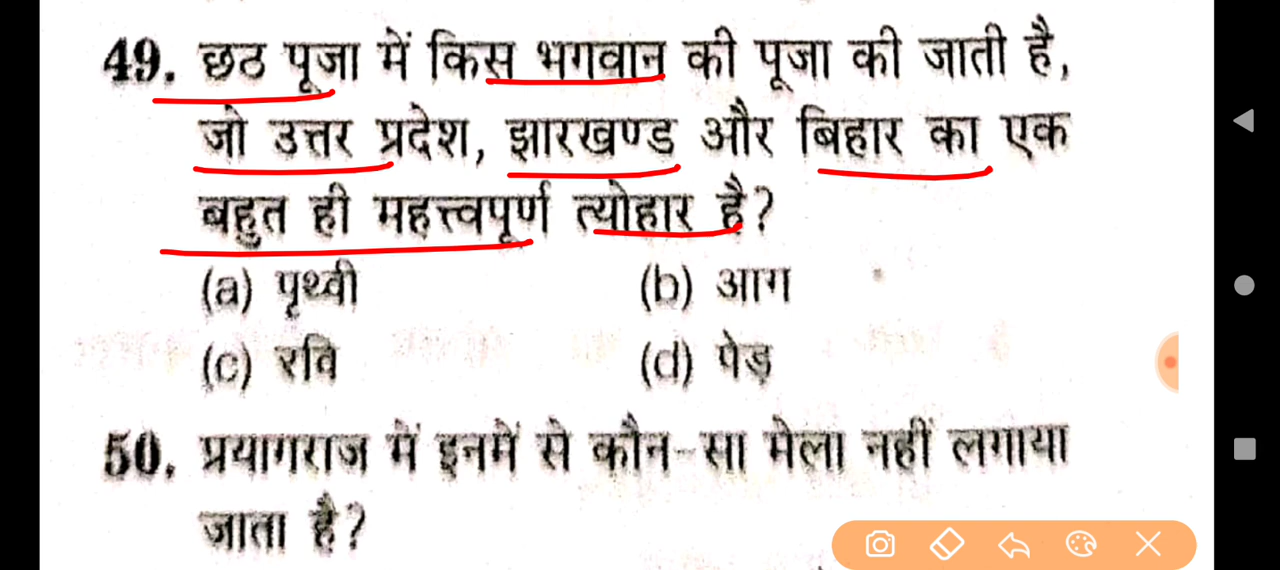 49. छठ पूजा में किस भगवान की पूजा की जाती है,
जो उत्तर प्रदेश, झारखण्ड और बिहार का एक
बहुत ही महत्त्वपूर्ण त्योहार है?
(a) पृथ्वी (b) आग
(c) रवि (d) पेड़
50. प्रयागराज में इनमें से कौन-सा मेला नहीं लगाया
जाता है?